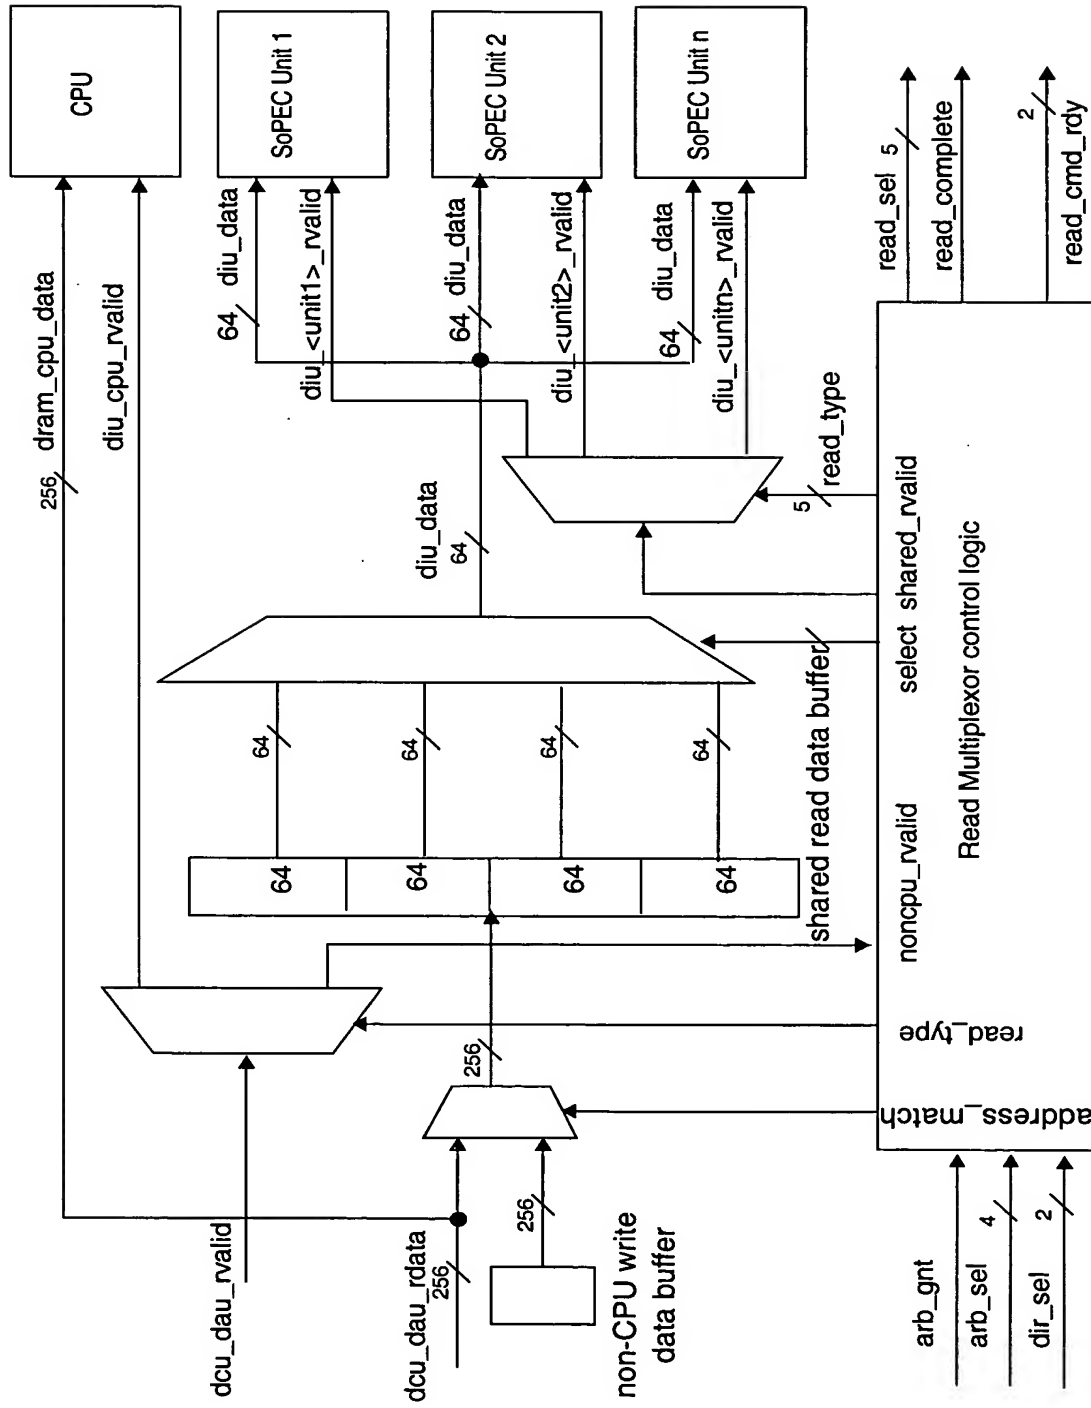 CPU
SoPEC Unit 1
SoPEC Unit 2
SoPEC Unit n
dram_cpu_data
256
diu_cpu_rvalid
diu_data
64
diu_<unit1>_rvalid
diu_data
64
diu_<unit2>_rvalid
diu_data
64
diu_<unitn>_rvalid
diu_data
64
5
read_type
64
64
64
64
64
64
64
64
shared read data buffer
256
dcu_dau_rvalid
dcu_dau_rdata
256
256
non-CPU write
data buffer
address_match
read_type
noncpu_rvalid
select
shared_rvalid
Read Multiplexor control logic
arb_gnt
arb_sel
4
dir_sel
2
read_sel
5
read_complete
2
read_cmd_rdy